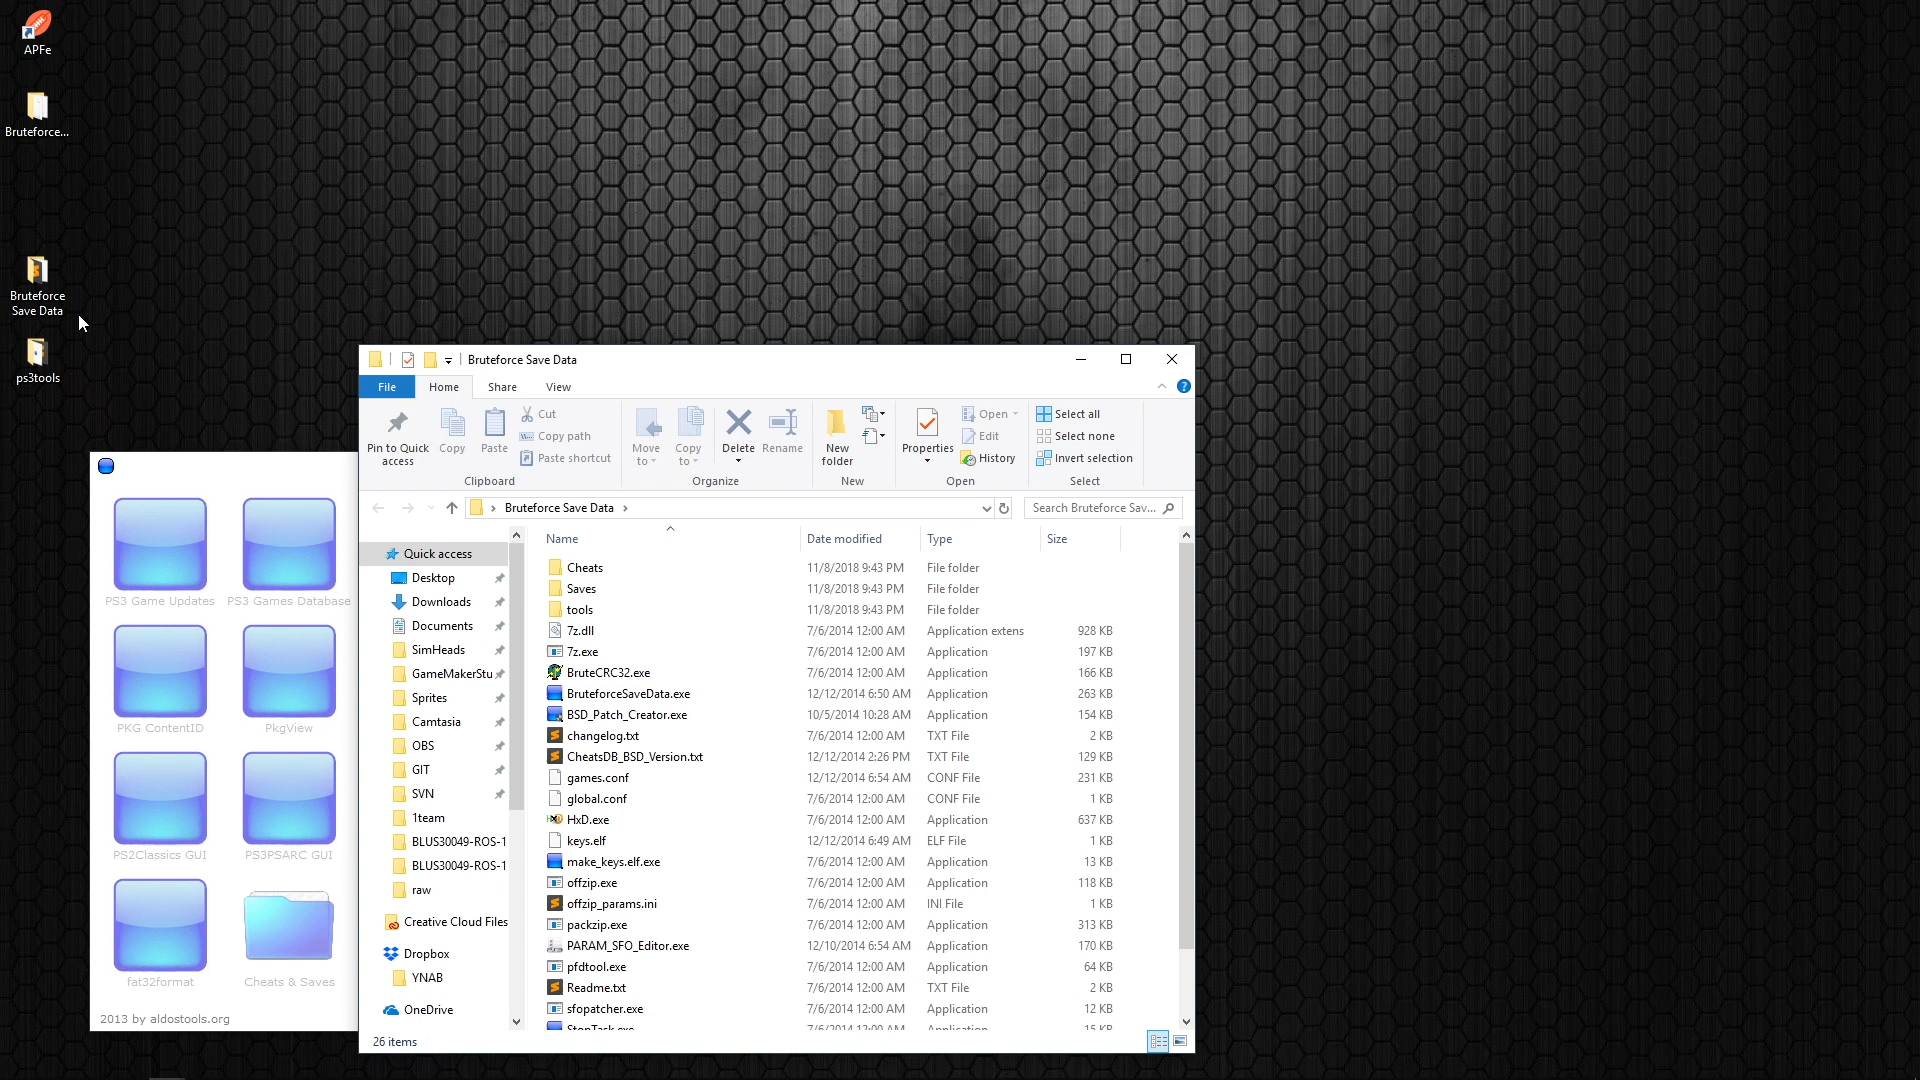 APFe
Bruteforce...
Bruteforce
Save Data
ps3tools
PS3 Game Updates
PS3 Games Database
PKG ContentID
PkgView
PS2Classics GUI
PS3PSARC GUI
fat32format
Cheats & Saves
2013 by aldostools.org
Bruteforce Save Data
File
Home
Share
View
Pin to Quick
access
Copy
Paste
Cut
Copy path
Paste shortcut
Clipboard
Move
to
Copy
to
Delete
Rename
Organize
New
folder
New
Properties
Open
Edit
History
Open
Select all
Select none
Invert selection
Select
Bruteforce Save Data
Search Bruteforce Sav...
Quick access
Desktop
Downloads
Documents
SimHeads
GameMakerStu
Sprites
Camtasia
OBS
GIT
SVN
1team
BLUS30049-ROS-1
BLUS30049-ROS-1
raw
Creative Cloud Files
Dropbox
YNAB
OneDrive
Name Date modified Type Size
Cheats 11/8/2018 9:43 PM File folder
Saves 11/8/2018 9:43 PM File folder
tools 11/8/2018 9:43 PM File folder
7z.dll 7/6/2014 12:00 AM Application extens 928 KB
7z.exe 7/6/2014 12:00 AM Application 197 KB
BruteCRC32.exe 7/6/2014 12:00 AM Application 166 KB
BruteforceSaveData.exe 12/12/2014 6:50 AM Application 263 KB
BSD_Patch_Creator.exe 10/5/2014 10:28 AM Application 154 KB
changelog.txt 7/6/2014 12:00 AM TXT File 2 KB
CheatsDB_BSD_Version.txt 12/12/2014 2:26 PM TXT File 129 KB
games.conf 12/12/2014 6:54 AM CONF File 231 KB
global.conf 7/6/2014 12:00 AM CONF File 1 KB
HxD.exe 7/6/2014 12:00 AM Application 637 KB
keys.elf 12/12/2014 6:49 AM ELF File 1 KB
make_keys.elf.exe 7/6/2014 12:00 AM Application 13 KB
offzip.exe 7/6/2014 12:00 AM Application 118 KB
offzip_params.ini 7/6/2014 12:00 AM INI File 1 KB
packzip.exe 7/6/2014 12:00 AM Application 313 KB
PARAM_SFO_Editor.exe 12/10/2014 6:54 AM Application 170 KB
pfdtool.exe 7/6/2014 12:00 AM Application 64 KB
Readme.txt 7/6/2014 12:00 AM TXT File 2 KB
sfopatcher.exe 7/6/2014 12:00 AM Application 12 KB
StopTask.exe 7/6/2014 12:00 AM Application 15 KB
26 items